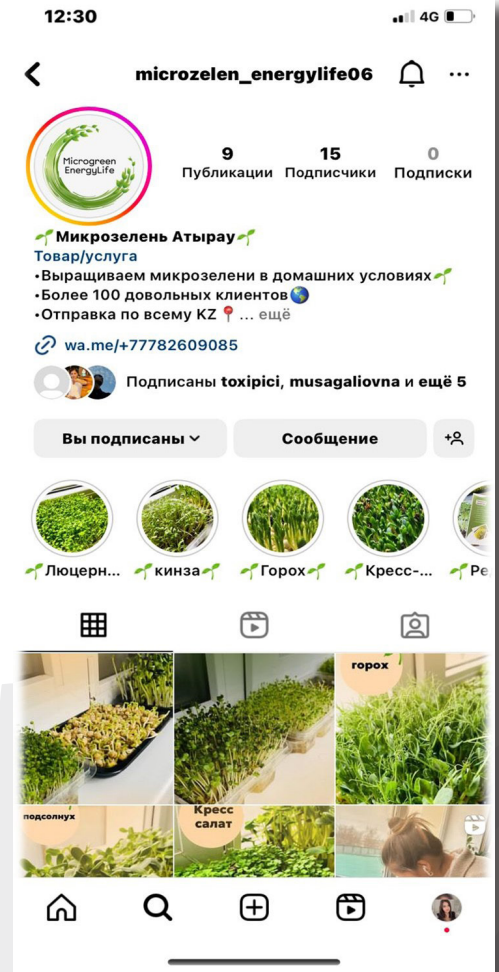 12:30
4G
microzelen_energylife06
Microgreen
EnergyLife
9
15
0
Публикации
Подписчики
Подписки
🌱Микрозелень Атырау🌱
Товар/услуга
•Выращиваем микрозелени в домашних условиях🌱
•Более 100 довольных клиентов🌎
•Отправка по всему KZ 📍... ещё
wa.me/+77782609085
Подписаны toxipici, musagaliovna и ещё 5
Вы подписаны
Сообщение
🌱Люцерн...
🌱кинза🌱
🌱Горох🌱
🌱Кресс-...
🌱Ре
горох
подсолнух
Кресс
салат